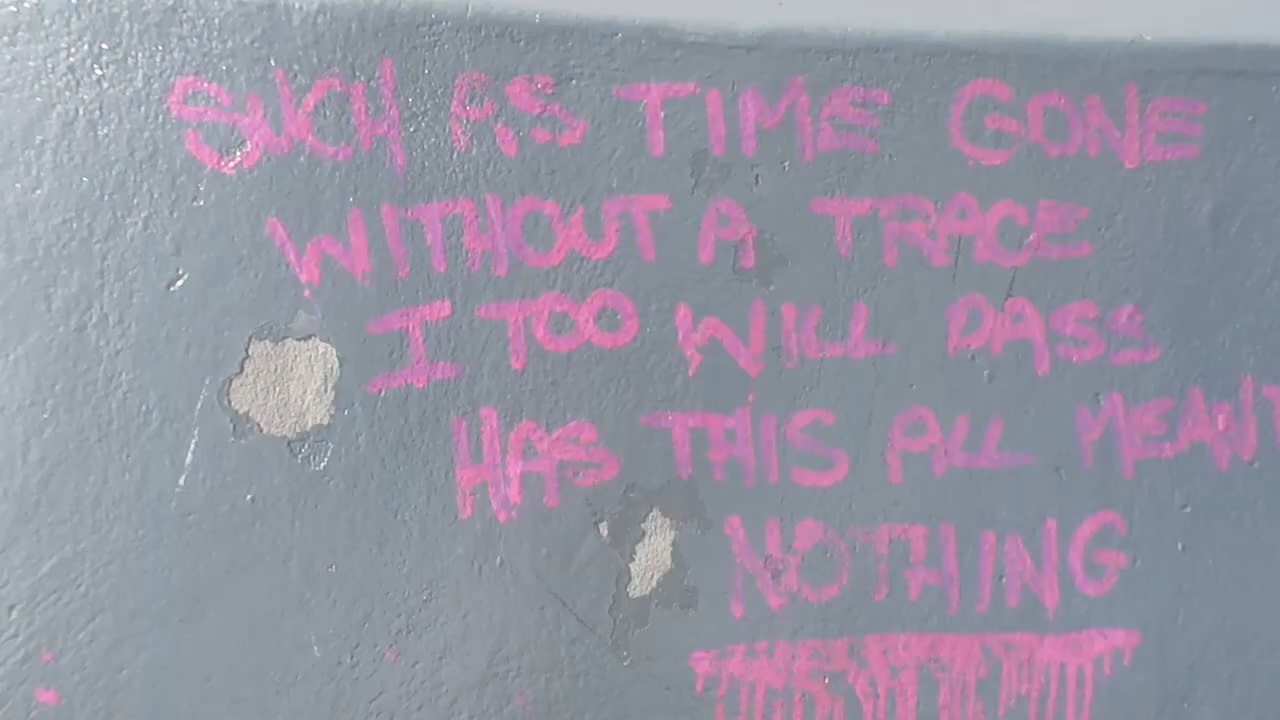 SUCH AS TIME GONE
WITHOUT A TRACE
I TOO WILL PASS
HAS THIS ALL MEANT
NOTHING